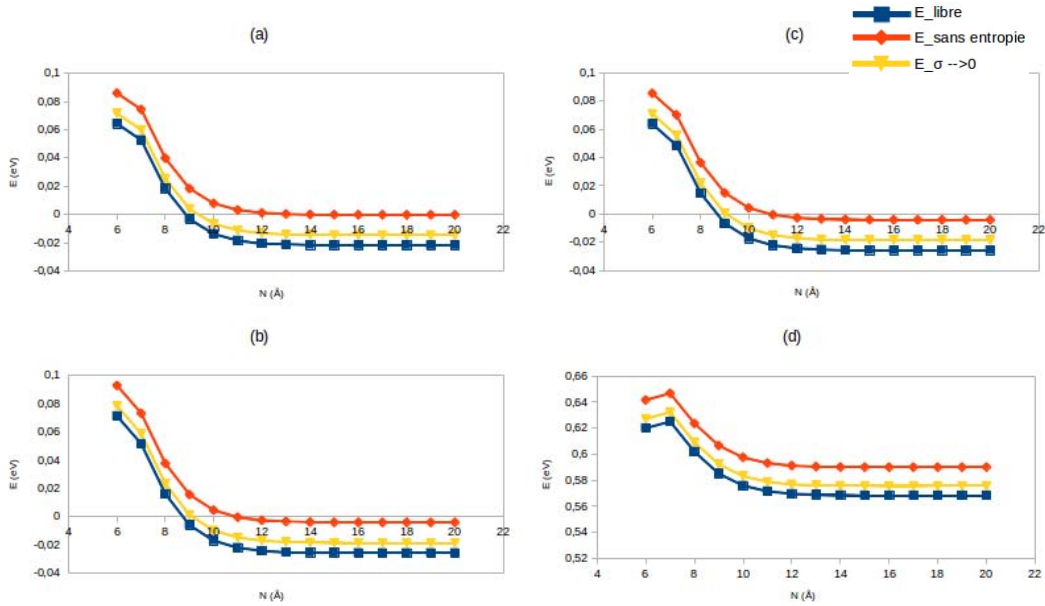 (a)
0,1
0,08
0,06
0,04
0,02
0
-0,02
-0,04
E (eV)
4 6 8 10 12 14 16 18 20 22
N (Å)
(c)
E_libre
E_sans entropie
E_σ -->0
0,1
0,08
0,06
0,04
0,02
0
-0,02
-0,04
E (eV)
4 6 8 10 12 14 16 18 20 22
N (Å)
(b)
0,1
0,08
0,06
0,04
0,02
0
-0,02
-0,04
E (eV)
4 6 8 10 12 14 16 18 20 22
N (Å)
(d)
0,66
0,64
0,62
0,6
0,58
0,56
0,54
0,52
E (eV)
4 6 8 10 12 14 16 18 20 22
N (Å)